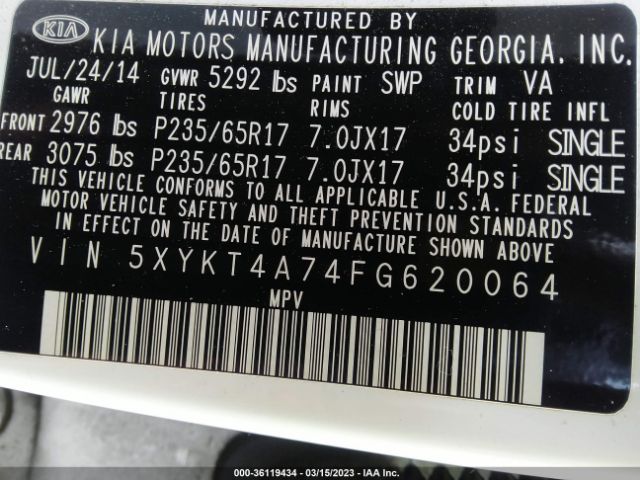 MANUFACTURED BY
KIA KIA MOTORS MANUFACTURING GEORGIA. INC.
JUL/24/14 GVWR 5292 lbs PAINT SWP TRIM VA
GAWR TIRES RIMS COLD TIRE INFL
FRONT 2976 lbs P235/65R17 7.0JX17 34psi SINGLE
REAR 3075 lbs P235/65R17 7.0JX17 34psi SINGLE
THIS VEHICLE CONFORMS TO ALL APPLICABLE U.S.A. FEDERAL
MOTOR VEHICLE SAFETY AND THEFT PREVENTION STANDARDS
IN EFFECT ON THE DATE OF MANUFACTURE SHOWN ABOVE
VIN 5XYKT4A74FG620064
MPV
000-36119434 - 03/15/2023 - IAA Inc.